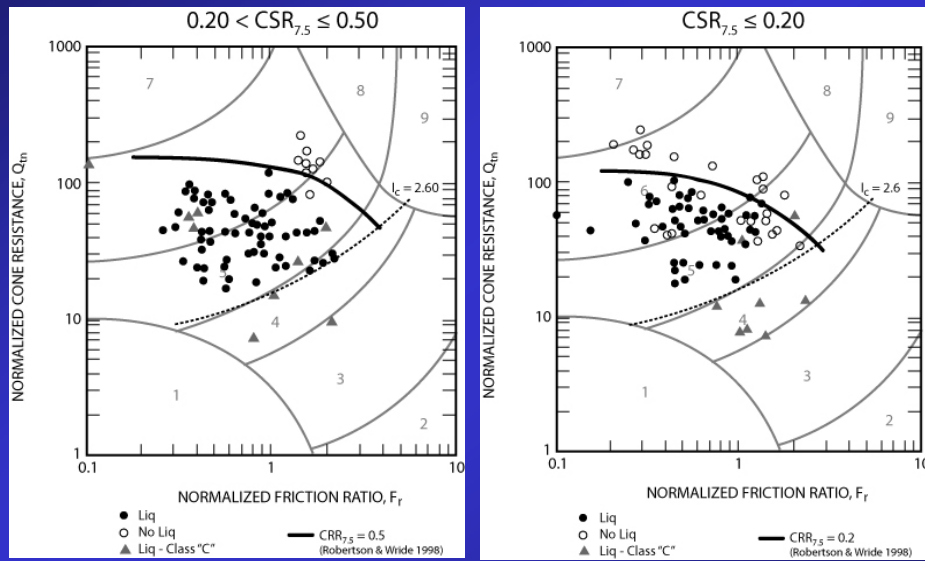 0.20 < CSR7.5 ≤ 0.50
1000
100
10
1
0.1
1
10
NORMALIZED CONE RESISTANCE, Qtn
7
8
9
Ic = 2.60
5
4
3
1
2
NORMALIZED FRICTION RATIO, Fr
Liq
No Liq
Liq - Class "C"
CRR7.5 = 0.5
(Robertson & Wride 1998)
CSR7.5 ≤ 0.20
1000
100
10
1
0.1
1
10
NORMALIZED CONE RESISTANCE, Qtn
7
8
9
6
Ic = 2.6
5
4
3
1
2
NORMALIZED FRICTION RATIO, Fr
Liq
No Liq
Liq - Class "C"
CRR7.5 = 0.2
(Robertson & Wride 1998)